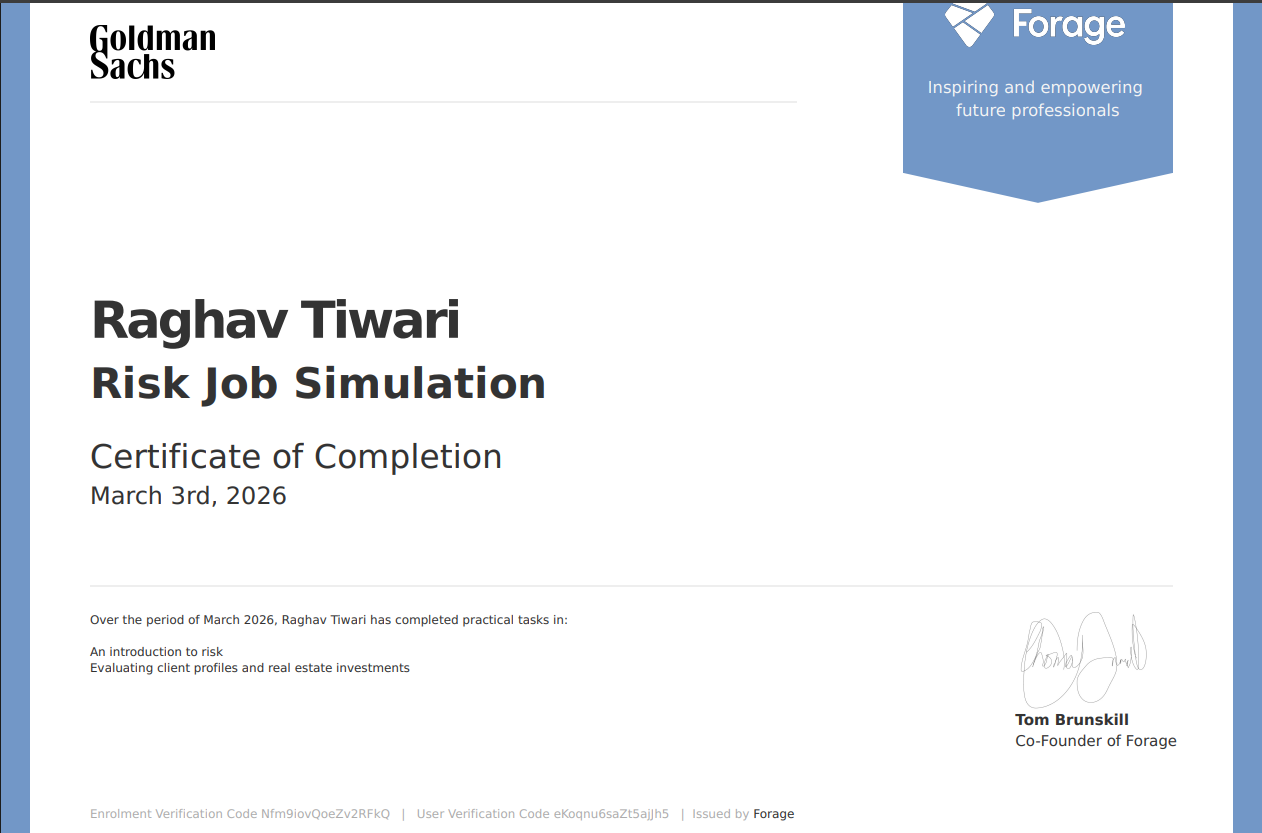 Goldman
Sachs
Forage
Inspiring and empowering
future professionals
Raghav Tiwari
Risk Job Simulation
Certificate of Completion
March 3rd, 2026
Over the period of March 2026, Raghav Tiwari has completed practical tasks in:
An introduction to risk
Evaluating client profiles and real estate investments
Tom Brunskill
Co-Founder of Forage
Enrolment Verification Code Nfm9iovQoeZv2RFkQ | User Verification Code eKoqnu6saZt5ajJh5 | Issued by Forage